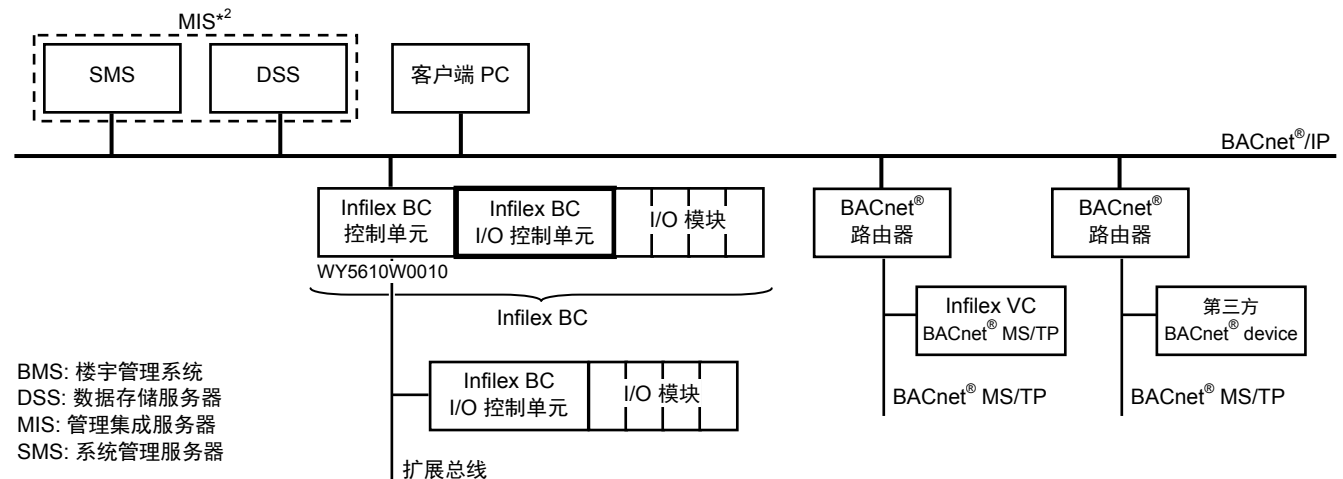 MIS*²
SMS
DSS
客户端 PC
BACnet®/IP
Infilex BC
控制单元
Infilex BC
I/O 控制单元
I/O 模块
BACnet®
路由器
BACnet®
路由器
WY5610W0010
Infilex BC
Infilex VC
BACnet® MS/TP
第三方
BACnet® device
BACnet® MS/TP
BACnet® MS/TP
Infilex BC
I/O 控制单元
I/O 模块
扩展总线
BMS: 楼宇管理系统
DSS: 数据存储服务器
MIS: 管理集成服务器
SMS: 系统管理服务器